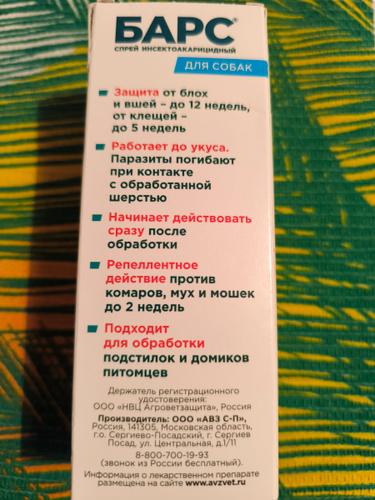 БАРС®
СПРЕЙ ИНСЕКТОАКАРИЦИДНЫЙ
ДЛЯ СОБАК
Защита от блох
и вшей – до 12 недель,
от клещей –
до 5 недель
Работает до укуса.
Паразиты погибают
при контакте
с обработанной
шерстью
Начинает действовать
сразу после
обработки
Репеллентное
действие против
комаров, мух и мошек
до 2 недель
Подходит
для обработки
подстилок и домиков
питомцев
Держатель регистрационного
удостоверения:
ООО «НВЦ Агроветзащита», Россия
Производитель: ООО «АВЗ С-П»,
Россия, 141305, Московская область,
г.о. Сергиево-Посадский, г. Сергиев
Посад, ул. Центральная, д.1/11
8-800-700-19-93
(звонок из России бесплатный).
Информация о лекарственном препарате
размещена на сайте www.avzvet.ru